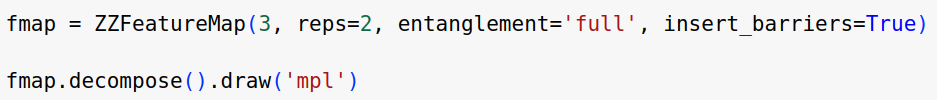 fmap = ZZFeatureMap(3, reps=2, entanglement='full', insert_barriers=True)
fmap.decompose().draw('mpl')